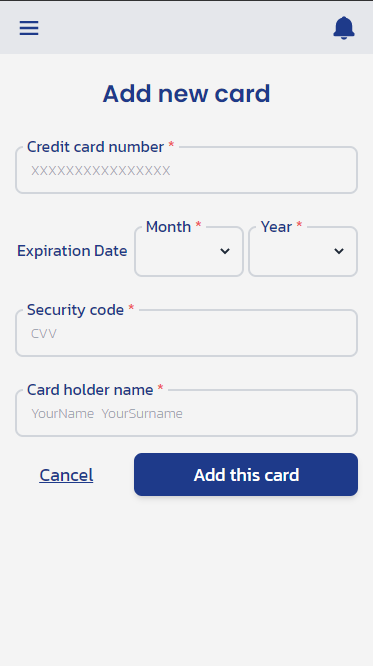 Add new card
Credit card number *
XXXXXXXXXXXXXXXX
Month *
Year *
Expiration Date
Security code *
CVV
Card holder name *
YourName YourSurname
Cancel
Add this card